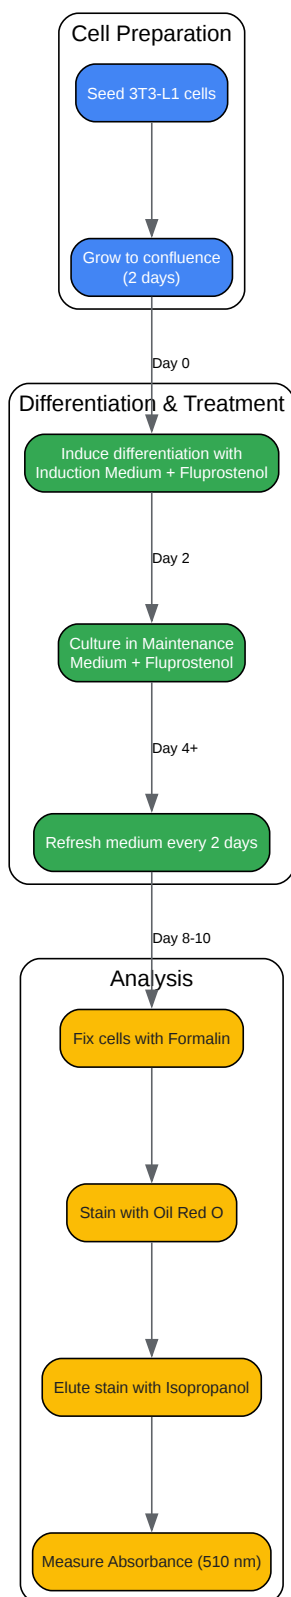 Cell Preparation
Seed 3T3-L1 cells
Grow to confluence
(2 days)
Day 0
Differentiation & Treatment
Induce differentiation with
Induction Medium + Fluprostenol
Day 2
Culture in Maintenance
Medium + Fluprostenol
Day 4+
Refresh medium every 2 days
Day 8-10
Analysis
Fix cells with Formalin
Stain with Oil Red O
Elute stain with Isopropanol
Measure Absorbance (510 nm)